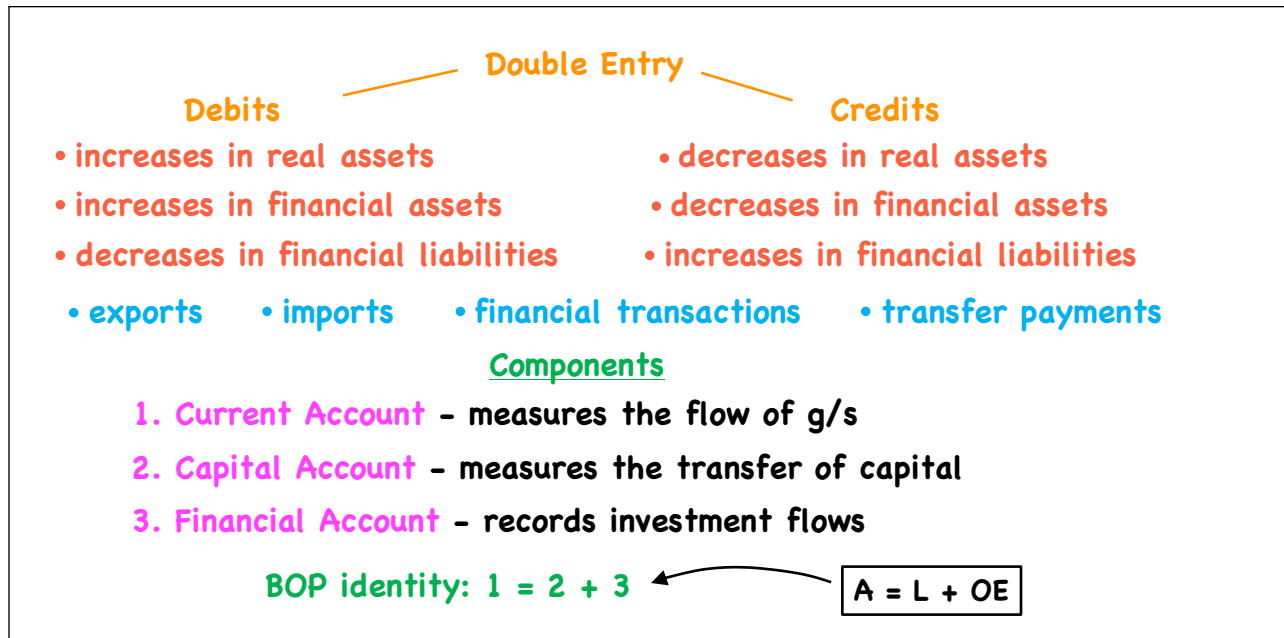 Double Entry
Debits
Credits
• increases in real assets
• decreases in real assets
• increases in financial assets
• decreases in financial assets
• decreases in financial liabilities
• increases in financial liabilities
• exports • imports • financial transactions • transfer payments
Components
1. Current Account - measures the flow of g/s
2. Capital Account - measures the transfer of capital
3. Financial Account - records investment flows
BOP identity: 1 = 2 + 3
A = L + OE